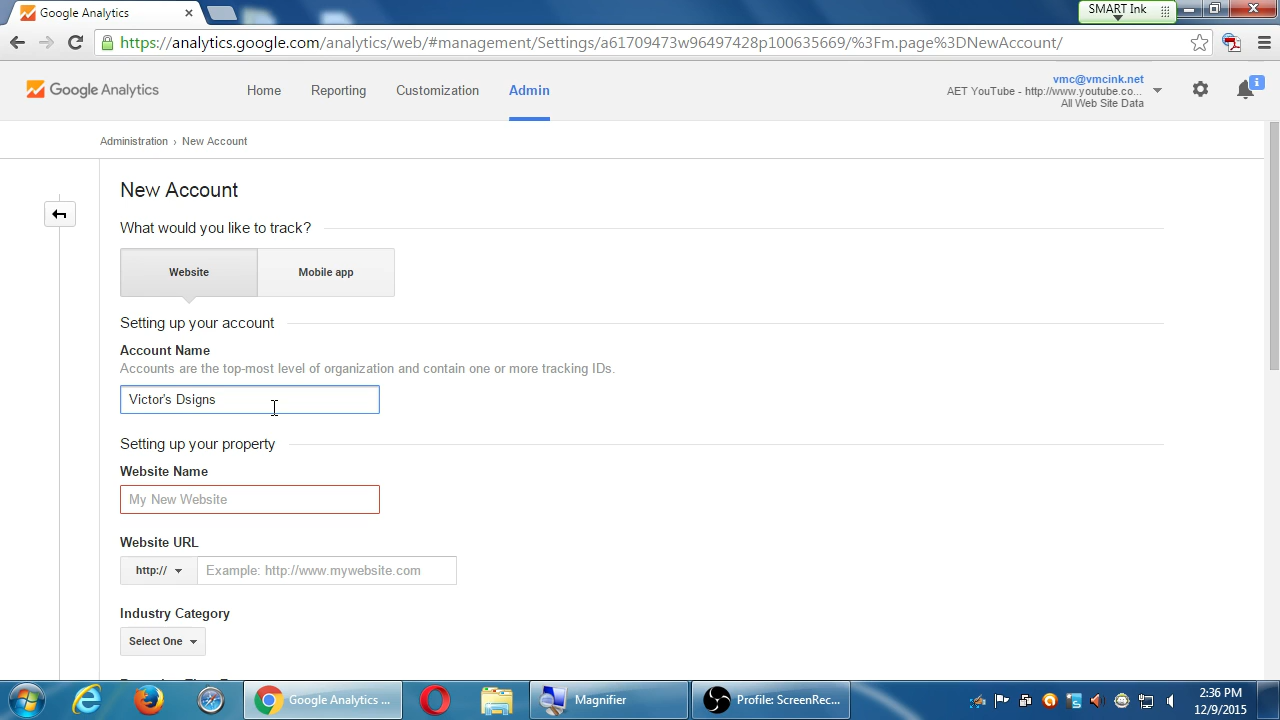 Google Analytics
SMART Ink
https://analytics.google.com/analytics/web/#management/Settings/a61709473w96497428p100635669/%3Fm.page%3DNewAccount/
Google Analytics
Home
Reporting
Customization
Admin
vmc@vmcink.net
AET YouTube - http://www.youtube.co...
All Web Site Data
Administration › New Account
New Account
What would you like to track?
Website
Mobile app
Setting up your account
Account Name
Accounts are the top-most level of organization and contain one or more tracking IDs.
Victor's Dsigns
Setting up your property
Website Name
My New Website
Website URL
http://
Example: http://www.mywebsite.com
Industry Category
Select One
Google Analytics ...
Magnifier
Profile: ScreenRec...
2:36 PM
12/9/2015